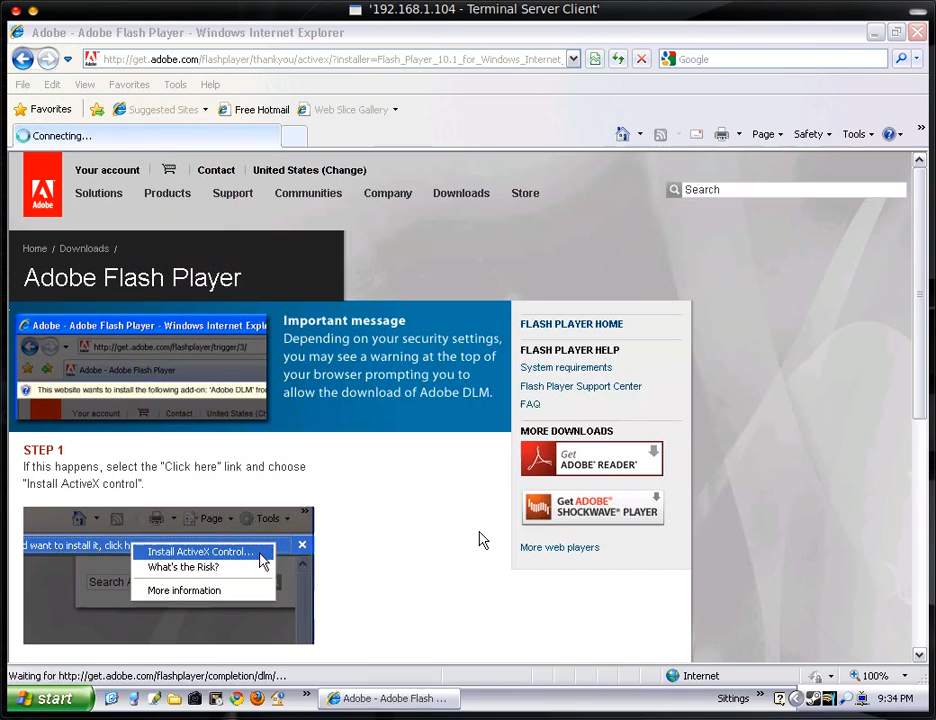 '192.168.1.104 - Terminal Server Client'
Adobe - Adobe Flash Player - Windows Internet Explorer
http://get.adobe.com/flashplayer/thankyou/activex/?installer=Flash_Player_10.1_for_Windows_Internet_
Google
File Edit View Favorites Tools Help
Favorites Suggested Sites Free Hotmail Web Slice Gallery
Connecting...
Page Safety Tools
Your account Contact United States (Change)
Adobe
Solutions Products Support Communities Company Downloads Store
Search
Home / Downloads /
Adobe Flash Player
Adobe - Adobe Flash Player - Windows Internet Expl
http://get.adobe.com/flashplayer/trigger/3/
Adobe - Adobe Flash Player
This website wants to install the following add-on: 'Adobe DLM' fro
Your account Contact United States (Chang
Important message
Depending on your security settings,
you may see a warning at the top of
your browser prompting you to
allow the download of Adobe DLM.
FLASH PLAYER HOME
FLASH PLAYER HELP
System requirements
Flash Player Support Center
FAQ
MORE DOWNLOADS
Get
ADOBE® READER®
Get ADOBE®
SHOCKWAVE® PLAYER
More web players
STEP 1
If this happens, select the "Click here" link and choose
"Install ActiveX control".
Page Tools
d want to install it, click h
Install ActiveX Control...
What's the Risk?
More information
Search A
Waiting for http://get.adobe.com/flashplayer/completion/dlm/...
Internet
100%
start
Adobe - Adobe Flash ...
Sittings
9:34 PM